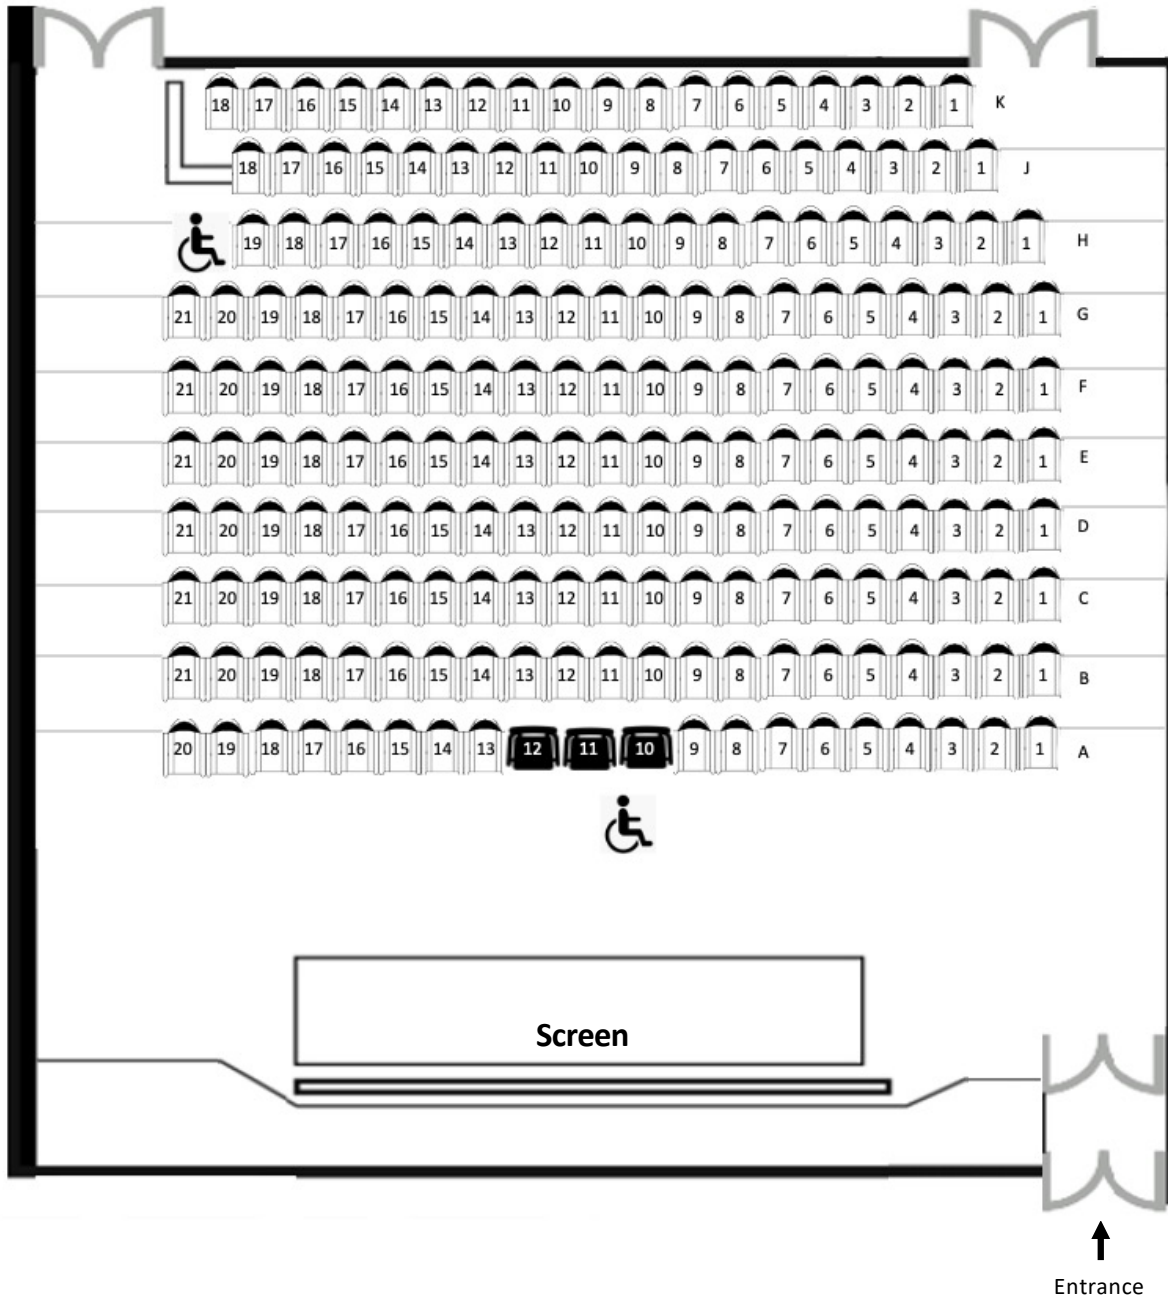 18 17 16 15 14 13 12 11 10 9 8 7 6 5 4 3 2 1 K
18 17 16 15 14 13 12 11 10 9 8 7 6 5 4 3 2 1 J
19 18 17 16 15 14 13 12 11 10 9 8 7 6 5 4 3 2 1 H
21 20 19 18 17 16 15 14 13 12 11 10 9 8 7 6 5 4 3 2 1 G
21 20 19 18 17 16 15 14 13 12 11 10 9 8 7 6 5 4 3 2 1 F
21 20 19 18 17 16 15 14 13 12 11 10 9 8 7 6 5 4 3 2 1 E
21 20 19 18 17 16 15 14 13 12 11 10 9 8 7 6 5 4 3 2 1 D
21 20 19 18 17 16 15 14 13 12 11 10 9 8 7 6 5 4 3 2 1 C
21 20 19 18 17 16 15 14 13 12 11 10 9 8 7 6 5 4 3 2 1 B
20 19 18 17 16 15 14 13 12 11 10 9 8 7 6 5 4 3 2 1 A
Screen
Entrance